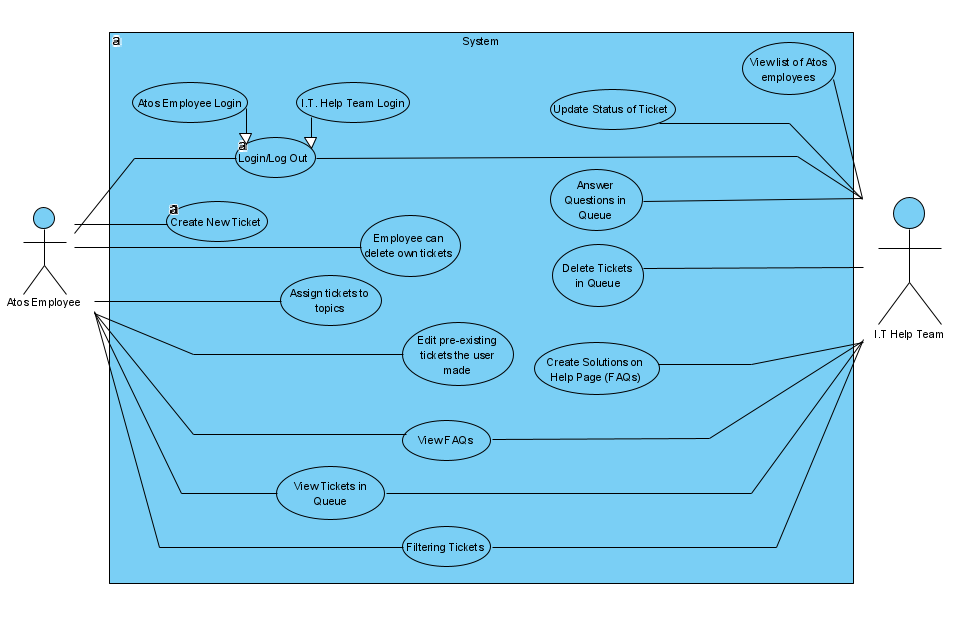 a
System
View list of Atos
employees
Atos Employee Login
I.T. Help Team Login
Update Status of Ticket
a
Login/Log Out
Answer
Questions in
Queue
a
Create New Ticket
Employee can
delete own tickets
Delete Tickets
in Queue
Assign tickets to
topics
Atos Employee
I.T Help Team
Edit pre-existing
tickets the user
made
Create Solutions on
Help Page (FAQs)
View FAQs
View Tickets in
Queue
Filtering Tickets